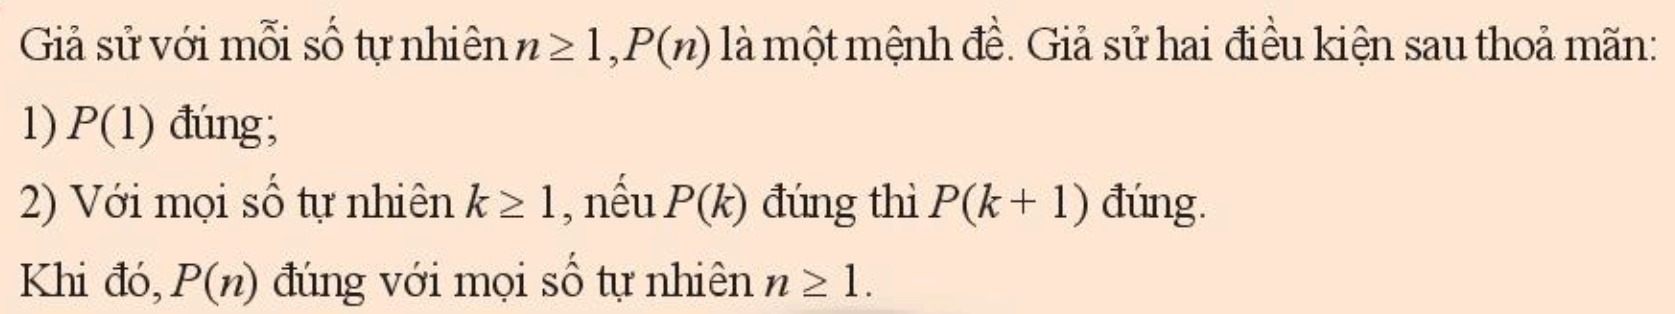 Giả sử với mỗi số tự nhiên n ≥ 1, P(n) là một mệnh đề. Giả sử hai điều kiện sau thoả mãn:
1) P(1) đúng;
2) Với mọi số tự nhiên k ≥ 1, nếu P(k) đúng thì P(k + 1) đúng.
Khi đó, P(n) đúng với mọi số tự nhiên n ≥ 1.